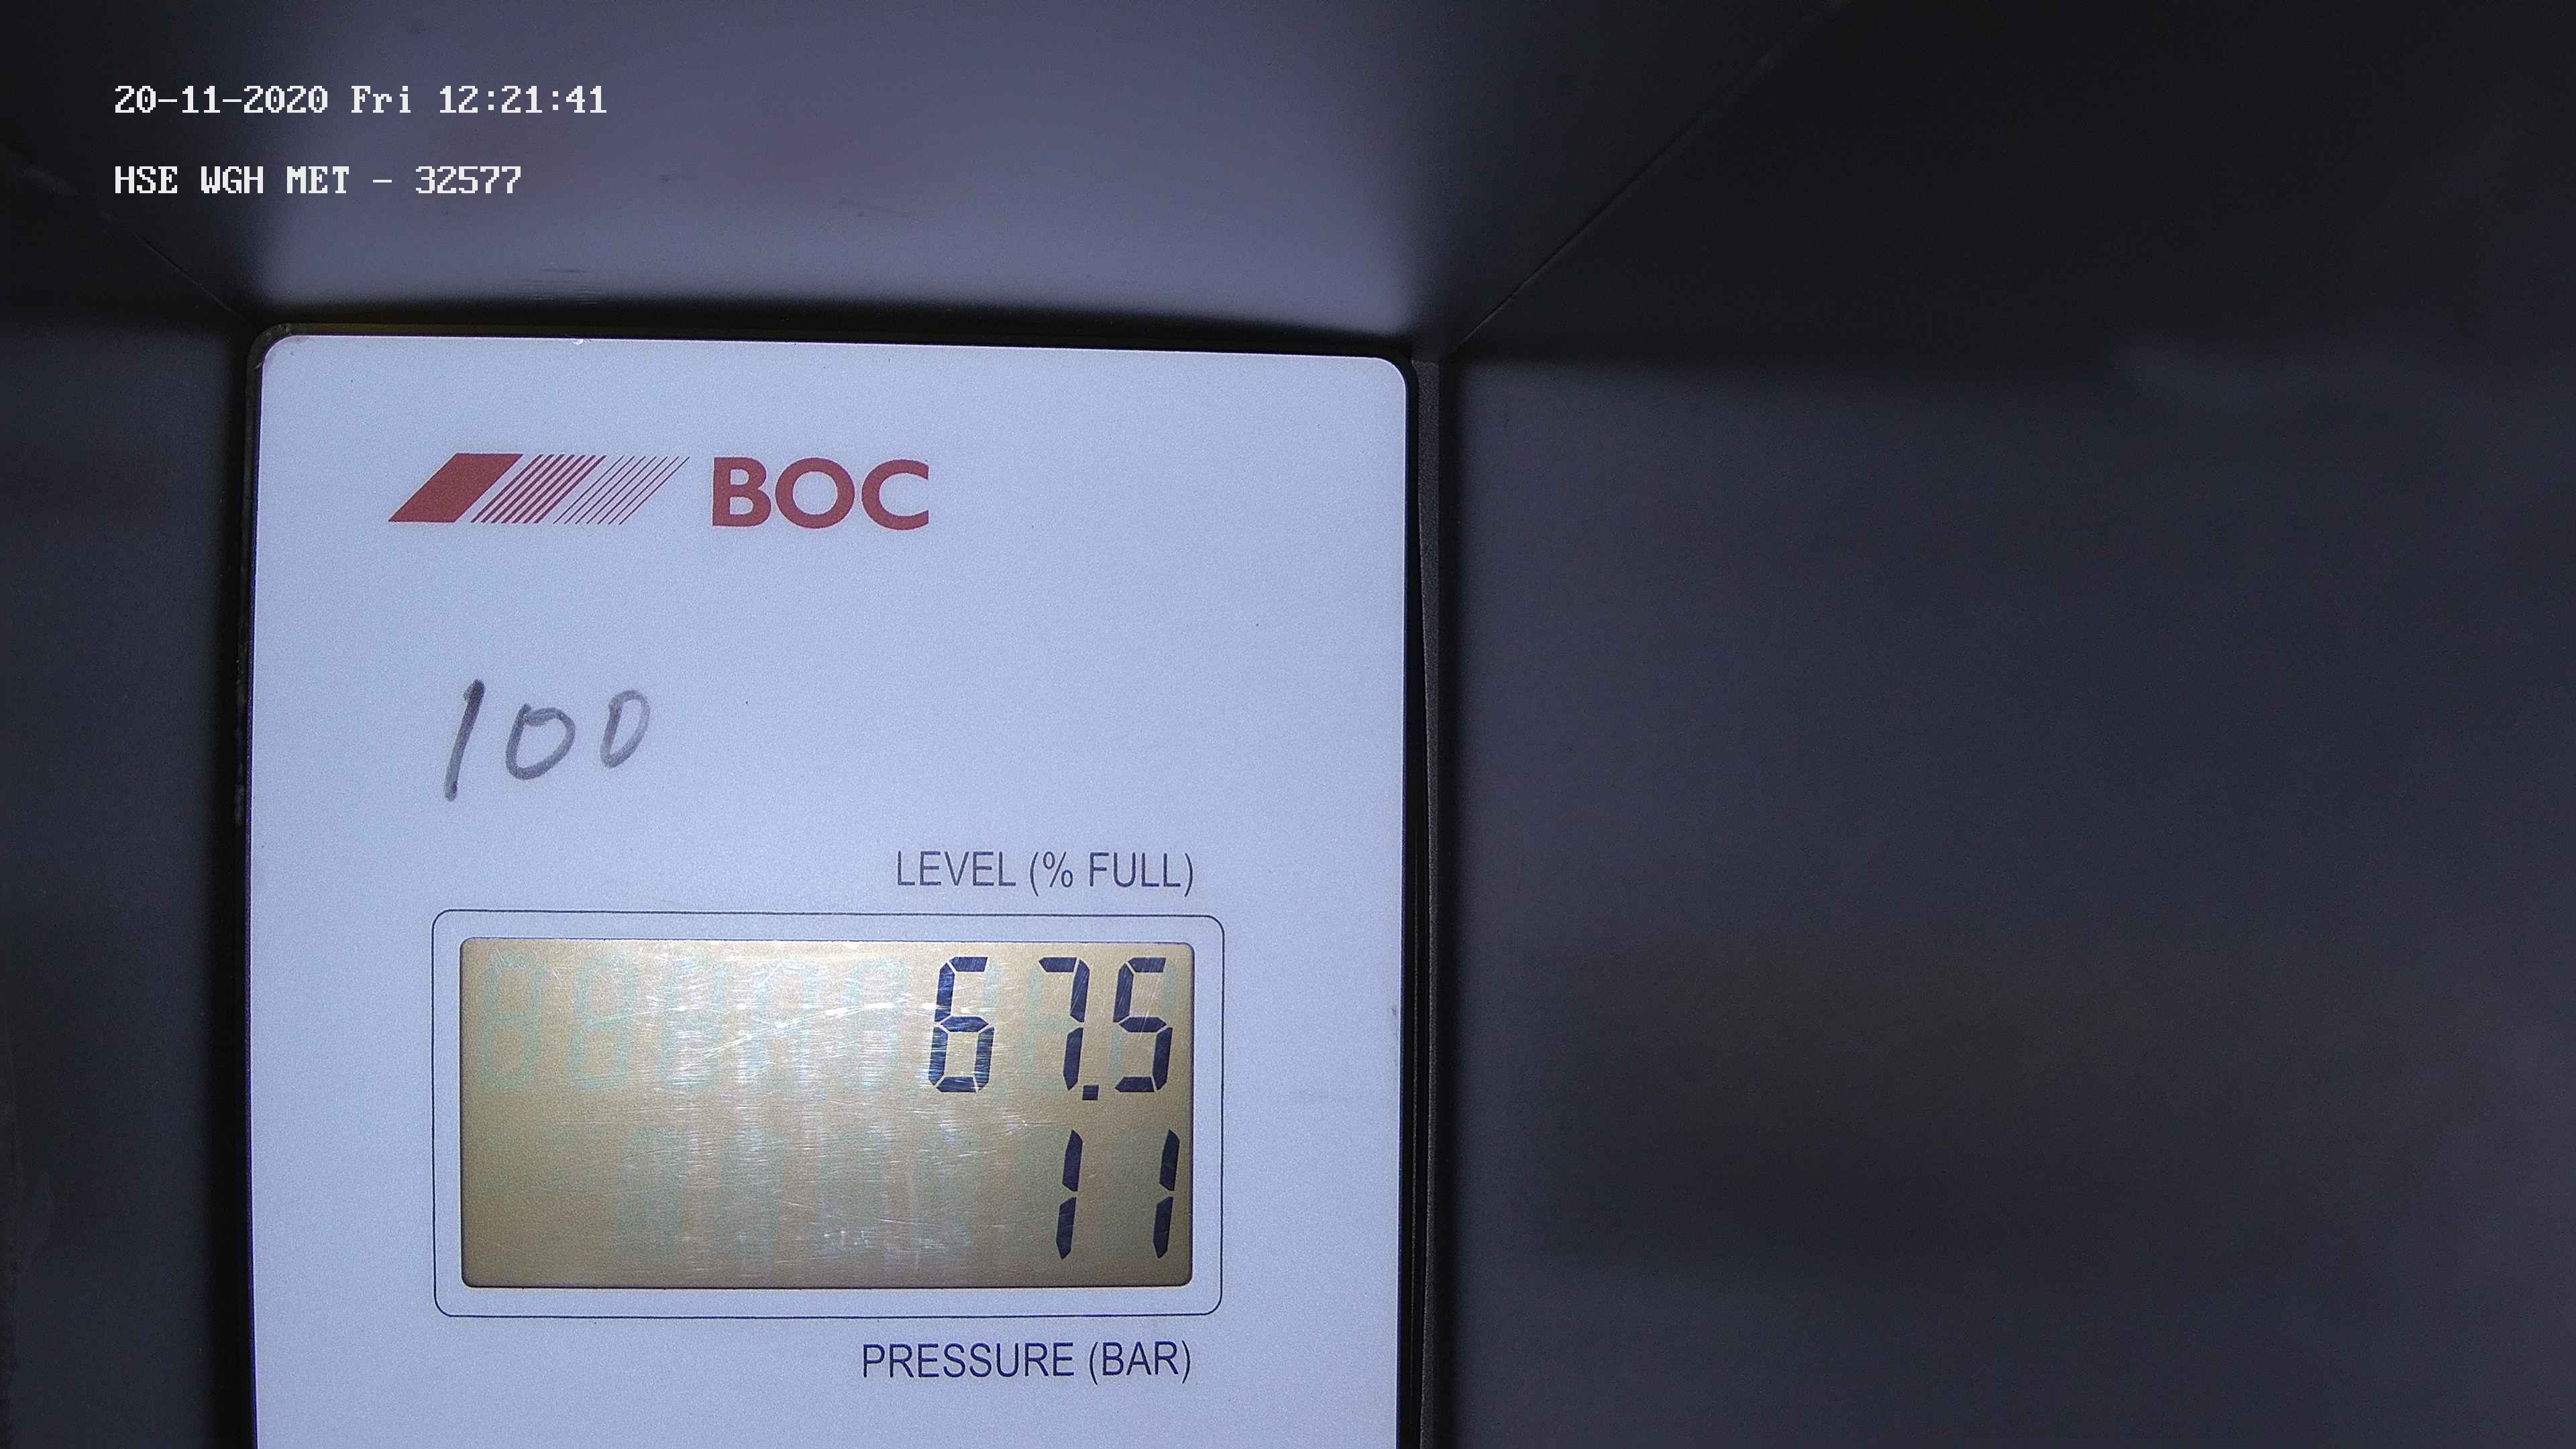 20-11-2020 Fri 12:21:41
HSE WGH MET - 32577
BOC
100
LEVEL (% FULL)
67.5
11
PRESSURE (BAR)